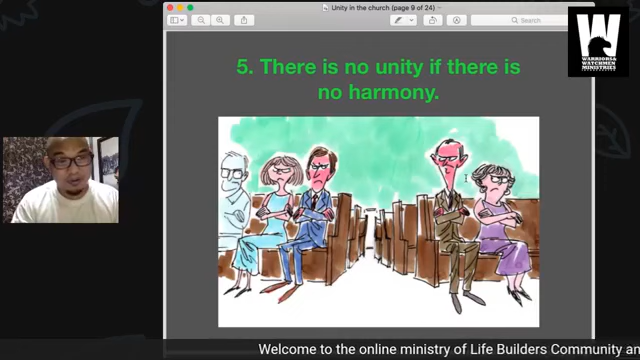 Unity in the church (page 9 of 24)
Search
WARRIORS &
WATCHMEN
MINISTRIES
5. There is no unity if there is
no harmony.
Welcome to the online ministry of Life Builders Community an